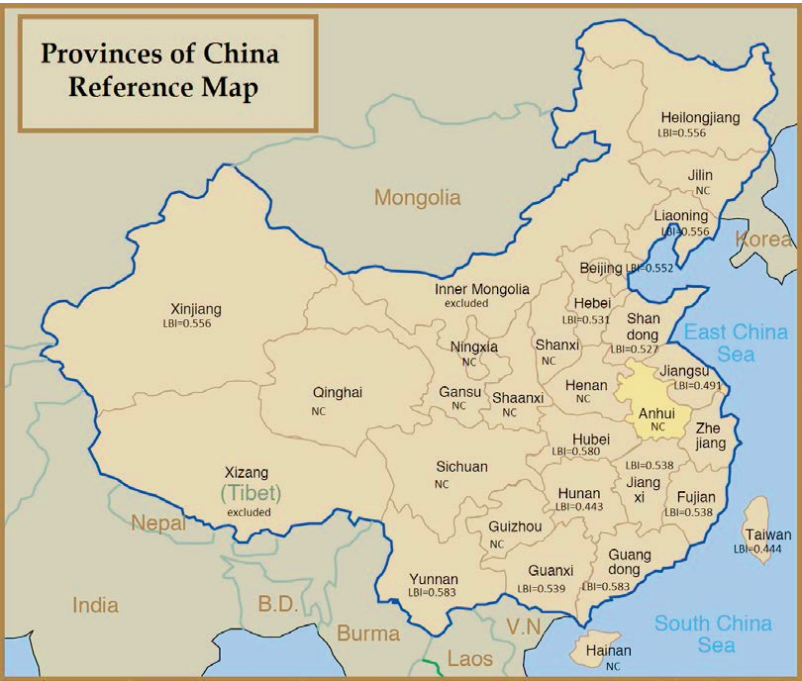 Provinces of China
Reference Map
Heilongjiang
LBI=0.556
Mongolia
Jilin
NC
Liaoning
LBI=0.556
Korea
Beijing LBI=0.552
Inner Mongolia
excluded
Hebei
LBI=0.531
Xinjiang
LBI=0.556
Shan
dong
LBI=0.527
East China
Sea
Ningxia
NC
Shanxi
NC
Jiangsu
LBI=0.491
Qinghai
NC
Gansu
NC
Shaanxi
NC
Henan
NC
Anhui
NC
Zhe
jiang
Hubei
LBI=0.580
Sichuan
NC
LBI=0.538
Jiang
xi
Xizang
(Tibet)
excluded
Hunan
LBI=0.443
Fujian
LBI=0.538
Nepal
Guizhou
NC
Taiwan
LBI=0.444
Guang
dong
LBI=0.583
Guanxi
LBI=0.539
Yunnan
LBI=0.583
India
B.D.
Burma
V.N
Laos
South China
Sea
Hainan
NC